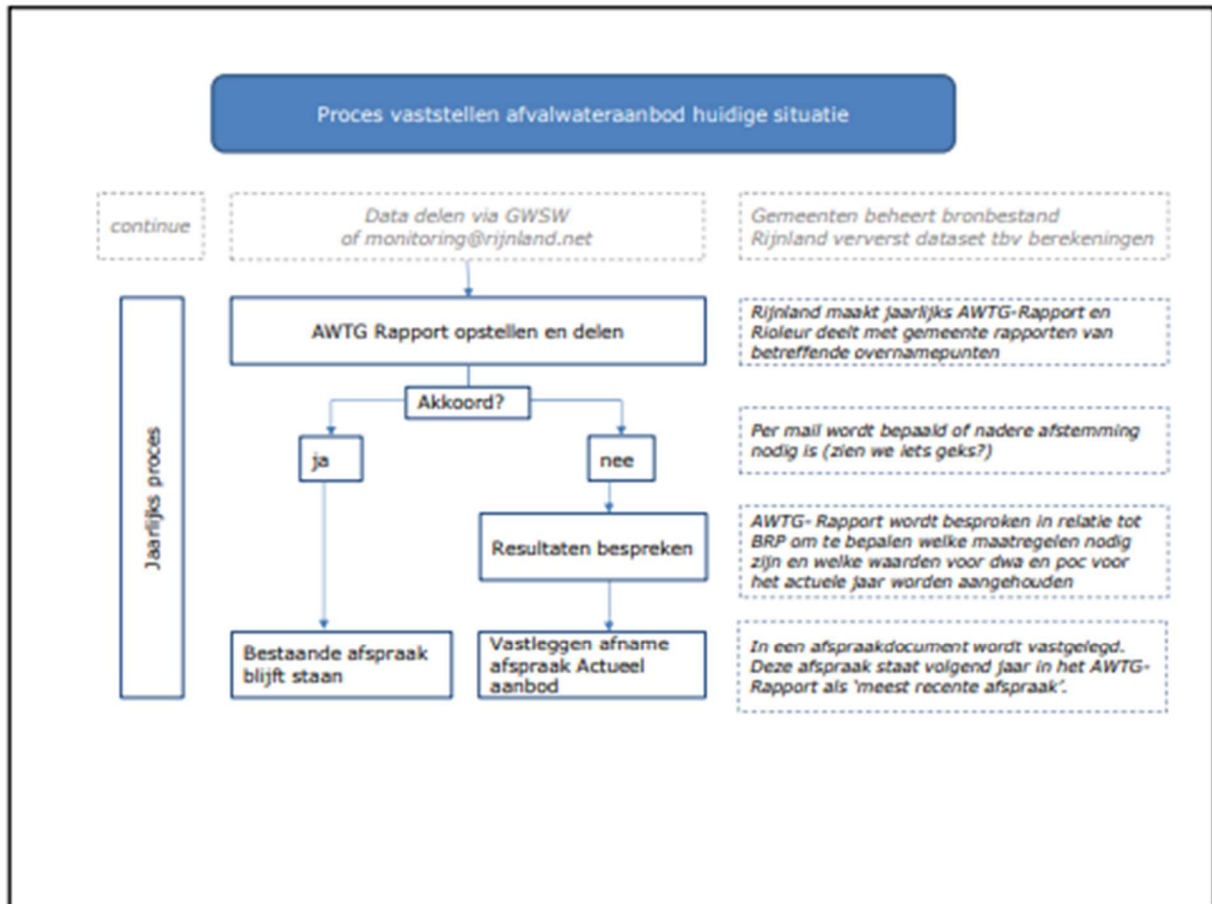 Proces vaststellen afvalwateraanbod huidige situatie
continue
Data delen via GWSW
of monitoring@rijnland.net
Gemeenten beheert bronbestand
Rijnland ververst dataset tbv berekeningen
Jaarlijks proces
AWTG Rapport opstellen en delen
Rijnland maakt jaarlijks AWTG-Rapport en
Rioleur deelt met gemeente rapporten van
betreffende overnamepunten
Akkoord?
ja
nee
Per mail wordt bepaald of nadere afstemming
nodig is (zien we iets geks?)
Resultaten bespreken
AWTG- Rapport wordt besproken in relatie tot
BRP om te bepalen welke maatregelen nodig
zijn en welke waarden voor dwa en poc voor
het actuele jaar worden aangehouden
Bestaande afspraak
blijft staan
Vastleggen afname
afspraak Actueel
aanbod
In een afspraakdocument wordt vastgelegd.
Deze afspraak staat volgend jaar in het AWTG-
Rapport als 'meest recente afspraak'.